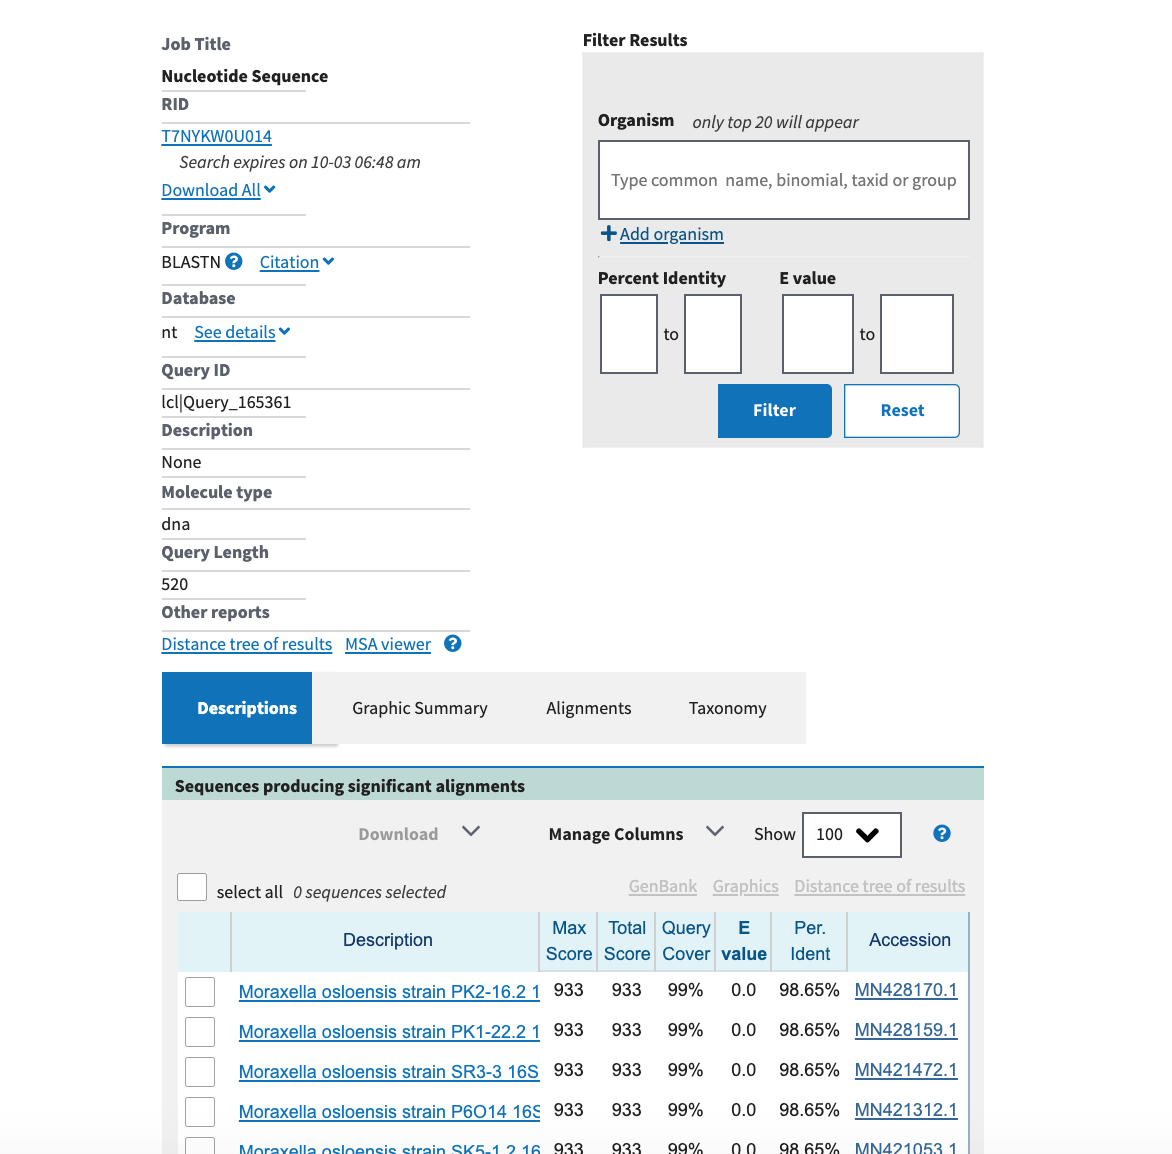 Job Title
Nucleotide Sequence
RID
T7NYKW0U014
Search expires on 10-03 06:48 am
Download All
Program
BLASTN ? Citation
Database
nt See details
Query ID
lcl|Query_165361
Description
None
Molecule type
dna
Query Length
520
Other reports
Distance tree of results MSA viewer ?
Filter Results
Organism only top 20 will appear
Type common name, binomial, taxid or group
+ Add organism
Percent Identity E value
to to
Filter Reset
Descriptions Graphic Summary Alignments Taxonomy
Sequences producing significant alignments
Download Manage Columns Show 100 ?
select all 0 sequences selected GenBank Graphics Distance tree of results
Description Max Score Total Score Query Cover E value Per. Ident Accession
Moraxella osloensis strain PK2-16.2 1 933 933 99% 0.0 98.65% MN428170.1
Moraxella osloensis strain PK1-22.2 1 933 933 99% 0.0 98.65% MN428159.1
Moraxella osloensis strain SR3-3 16S 933 933 99% 0.0 98.65% MN421472.1
Moraxella osloensis strain P6O14 16S 933 933 99% 0.0 98.65% MN421312.1
Moraxella osloensis strain SK5-1.2 16 933 933 99% 0.0 98.65% MN421053.1